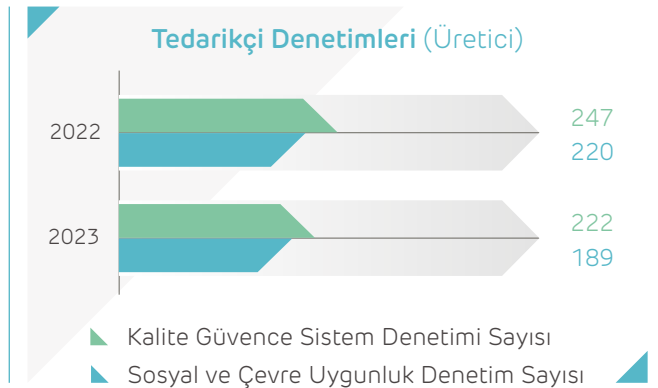 Tedarikçi Denetimleri (Üretici)
2022
247
220
2023
222
189
Kalite Güvence Sistem Denetimi Sayısı
Sosyal ve Çevre Uygunluk Denetim Sayısı